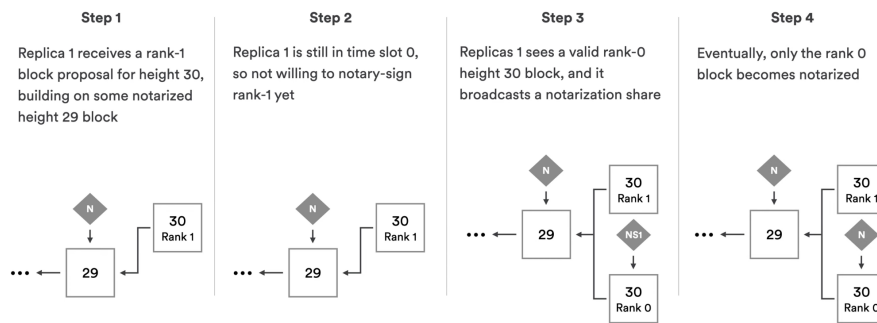 Step 1
Replica 1 receives a rank-1
block proposal for height 30,
building on some notarized
height 29 block
N
30
Rank 1
29
Step 2
Replica 1 is still in time slot 0,
so not willing to notary-sign
rank-1 yet
N
30
Rank 1
29
Step 3
Replicas 1 sees a valid rank-0
height 30 block, and it
broadcasts a notarization share
N
30
Rank 1
29
NS1
30
Rank 0
Step 4
Eventually, only the rank 0
block becomes notarized
N
30
Rank 1
29
N
30
Rank 0